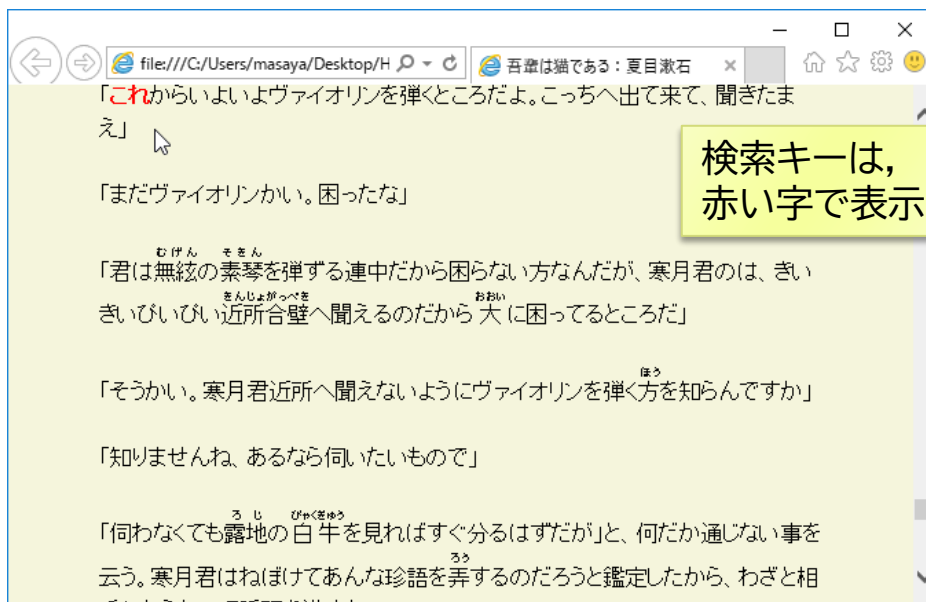 file:///C:/Users/masaya/Desktop/H
吾輩は猫である：夏目漱石
「これからいよいよヴァイオリンを弾くところだよ。こっちへ出て来て、聞きたま
え」
検索キーは，
赤い字で表示
「まだヴァイオリンかい。困ったな」
むげん そきん
「君は無絃の素琴を弾ずる連中だから困らない方なんだが、寒月君のは、きい
きんじょがっぺき おおい
きいぴいぴい近所合壁へ聞えるのだから大に困ってるところだ」
ほう
「そうかい。寒月君近所へ聞えないようにヴァイオリンを弾く方を知らんですか」
「知りませんね、あるなら伺いたいもので」
ろじ びゃくぎゅう
「伺わなくても露地の白牛を見ればすぐ分るはずだが」と、何だか通じない事を
ろう
云う。寒月君はねぼけてあんな珍語を弄するのだろうと鑑定したから、わざと相